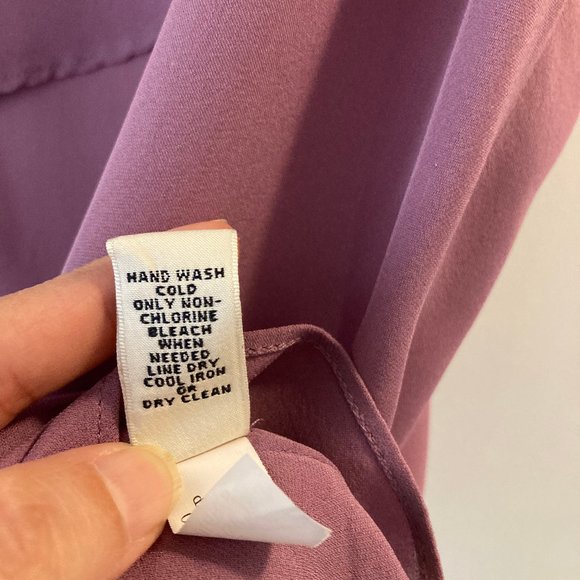 HAND WASH
COLD
ONLY NON-
CHLORINE
BLEACH
WHEN
NEEDED
LINE DRY
COOL IRON
OR
DRY CLEAN